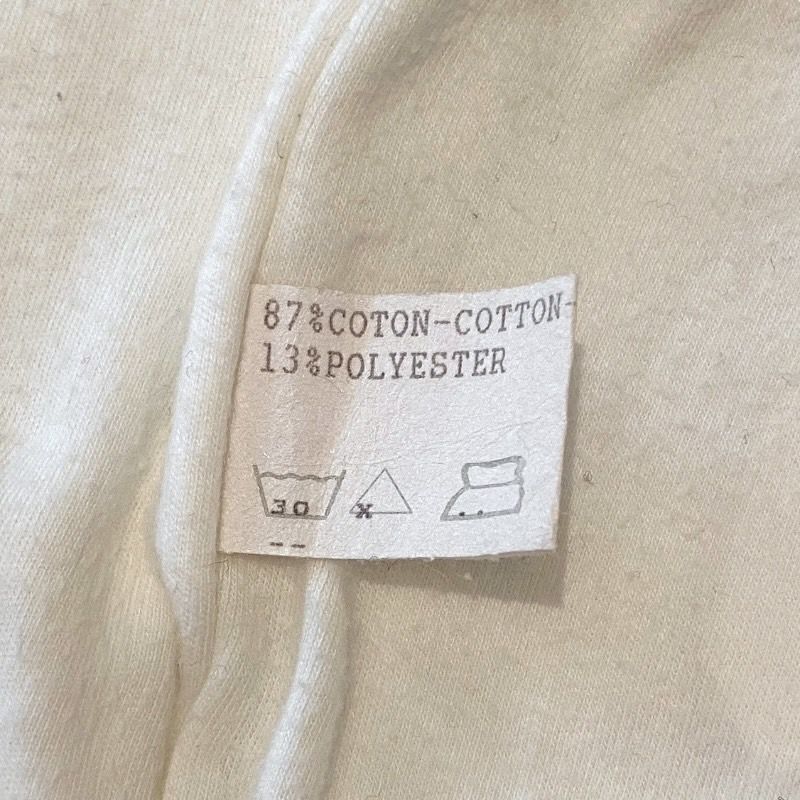 87%COTON-COTTON-
13%POLYESTER
30 X ..
--